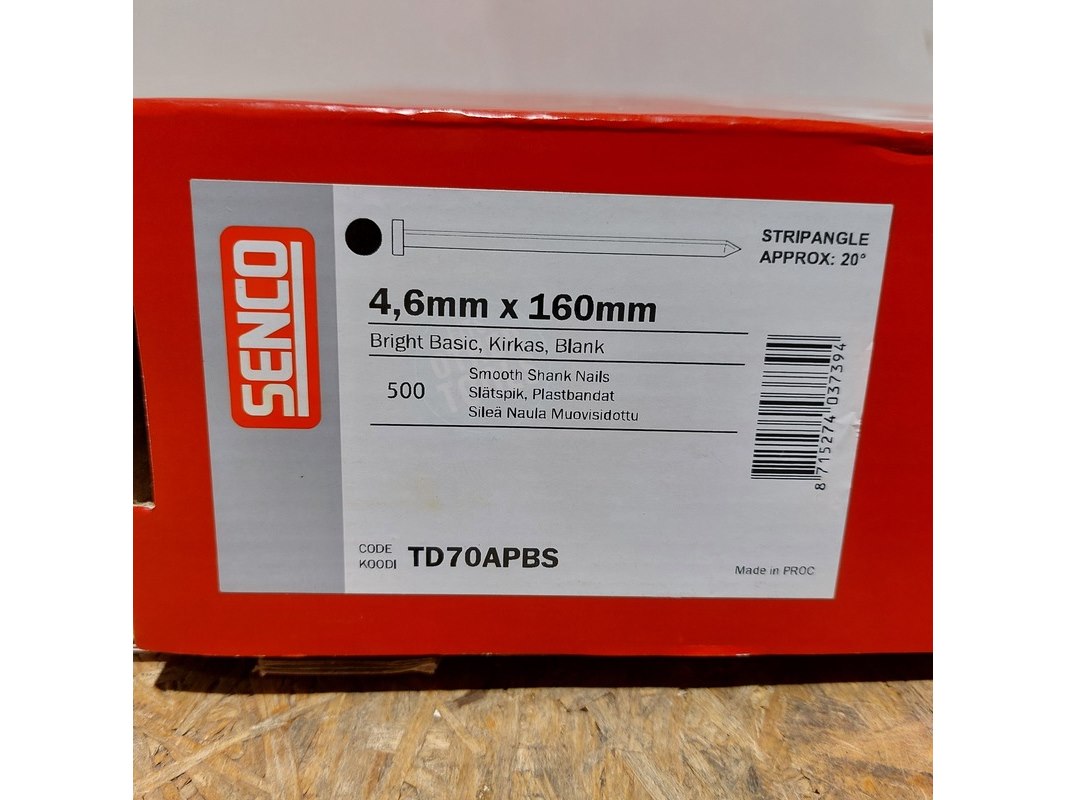 SENCO
STRIPANGLE
APPROX: 20°
4,6mm x 160mm
Bright Basic, Kirkas, Blank
500
Smooth Shank Nails
Slätspik, Plastbandat
Sileä Naula Muovisidottu
8 715274 037394
CODE
KOODI
TD70APBS
Made in PROC